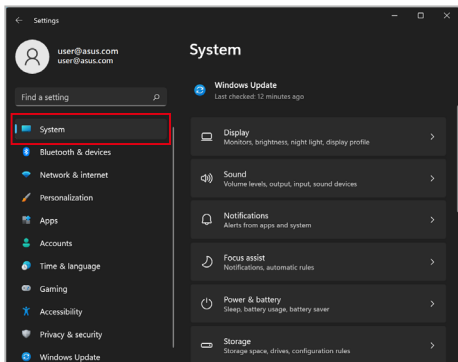 Settings
user@asus.com
user@asus.com
Find a setting
System
Bluetooth & devices
Network & internet
Personalization
Apps
Accounts
Time & language
Gaming
Accessibility
Privacy & security
Windows Update
System
Windows Update
Last checked: 12 minutes ago
Display
Monitors, brightness, night light, display profile
Sound
Volume levels, output, input, sound devices
Notifications
Alerts from apps and system
Focus assist
Notifications, automatic rules
Power & battery
Sleep, battery usage, battery saver
Storage
Storage space, drives, configuration rules